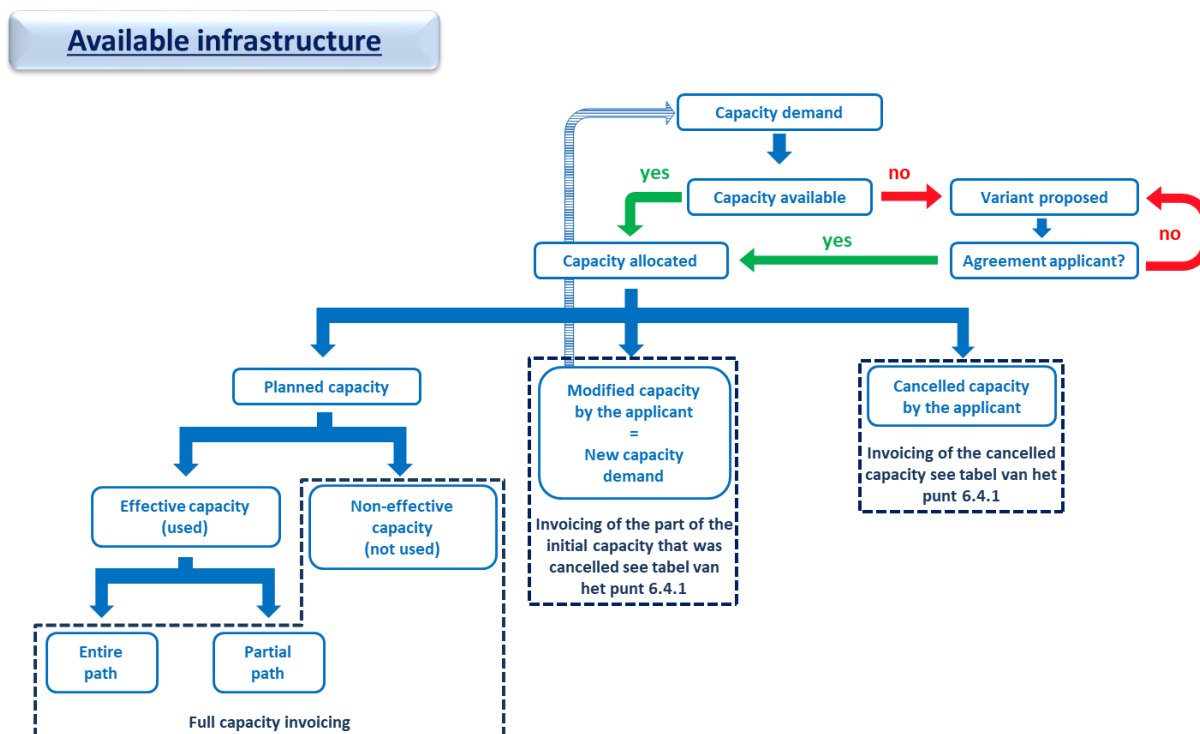 Available infrastructure
Capacity demand
yes
no
Capacity available
Variant proposed
yes
no
Capacity allocated
Agreement applicant?
Planned capacity
Modified capacity
by the applicant
=
New capacity
demand
Cancelled capacity
by the applicant
Invoicing of the cancelled
capacity see tabel van het
punt 6.4.1
Effective capacity
(used)
Non-effective
capacity
(not used)
Invoicing of the part of the
initial capacity that was
cancelled see tabel van
het punt 6.4.1
Entire
path
Partial
path
Full capacity invoicing